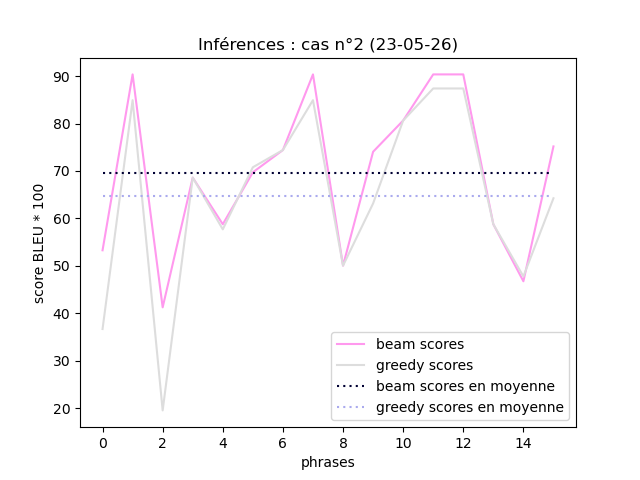 Inférences : cas n°2 (23-05-26)
score BLEU * 100
90
80
70
60
50
40
30
20
beam scores
greedy scores
beam scores en moyenne
greedy scores en moyenne
0 2 4 6 8 10 12 14
phrases